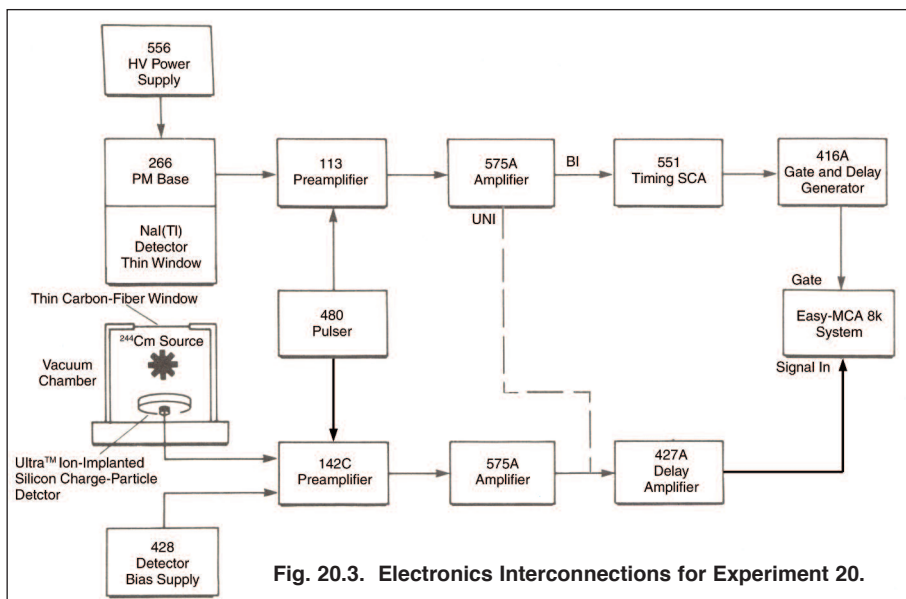 556
HV Power
Supply
266
PM Base
NaI(Tl)
Detector
Thin Window
113
Preamplifier
575A
Amplifier
BI
UNI
551
Timing SCA
416A
Gate and Delay
Generator
Thin Carbon-Fiber Window
244Cm Source
Vacuum
Chamber
480
Pulser
Gate
Easy-MCA 8k
System
Signal In
Ultra™ Ion-Implanted
Silicon Charge-Particle
Detctor
142C
Preamplifier
575A
Amplifier
427A
Delay
Amplifier
428
Detector
Bias Supply
Fig. 20.3. Electronics Interconnections for Experiment 20.